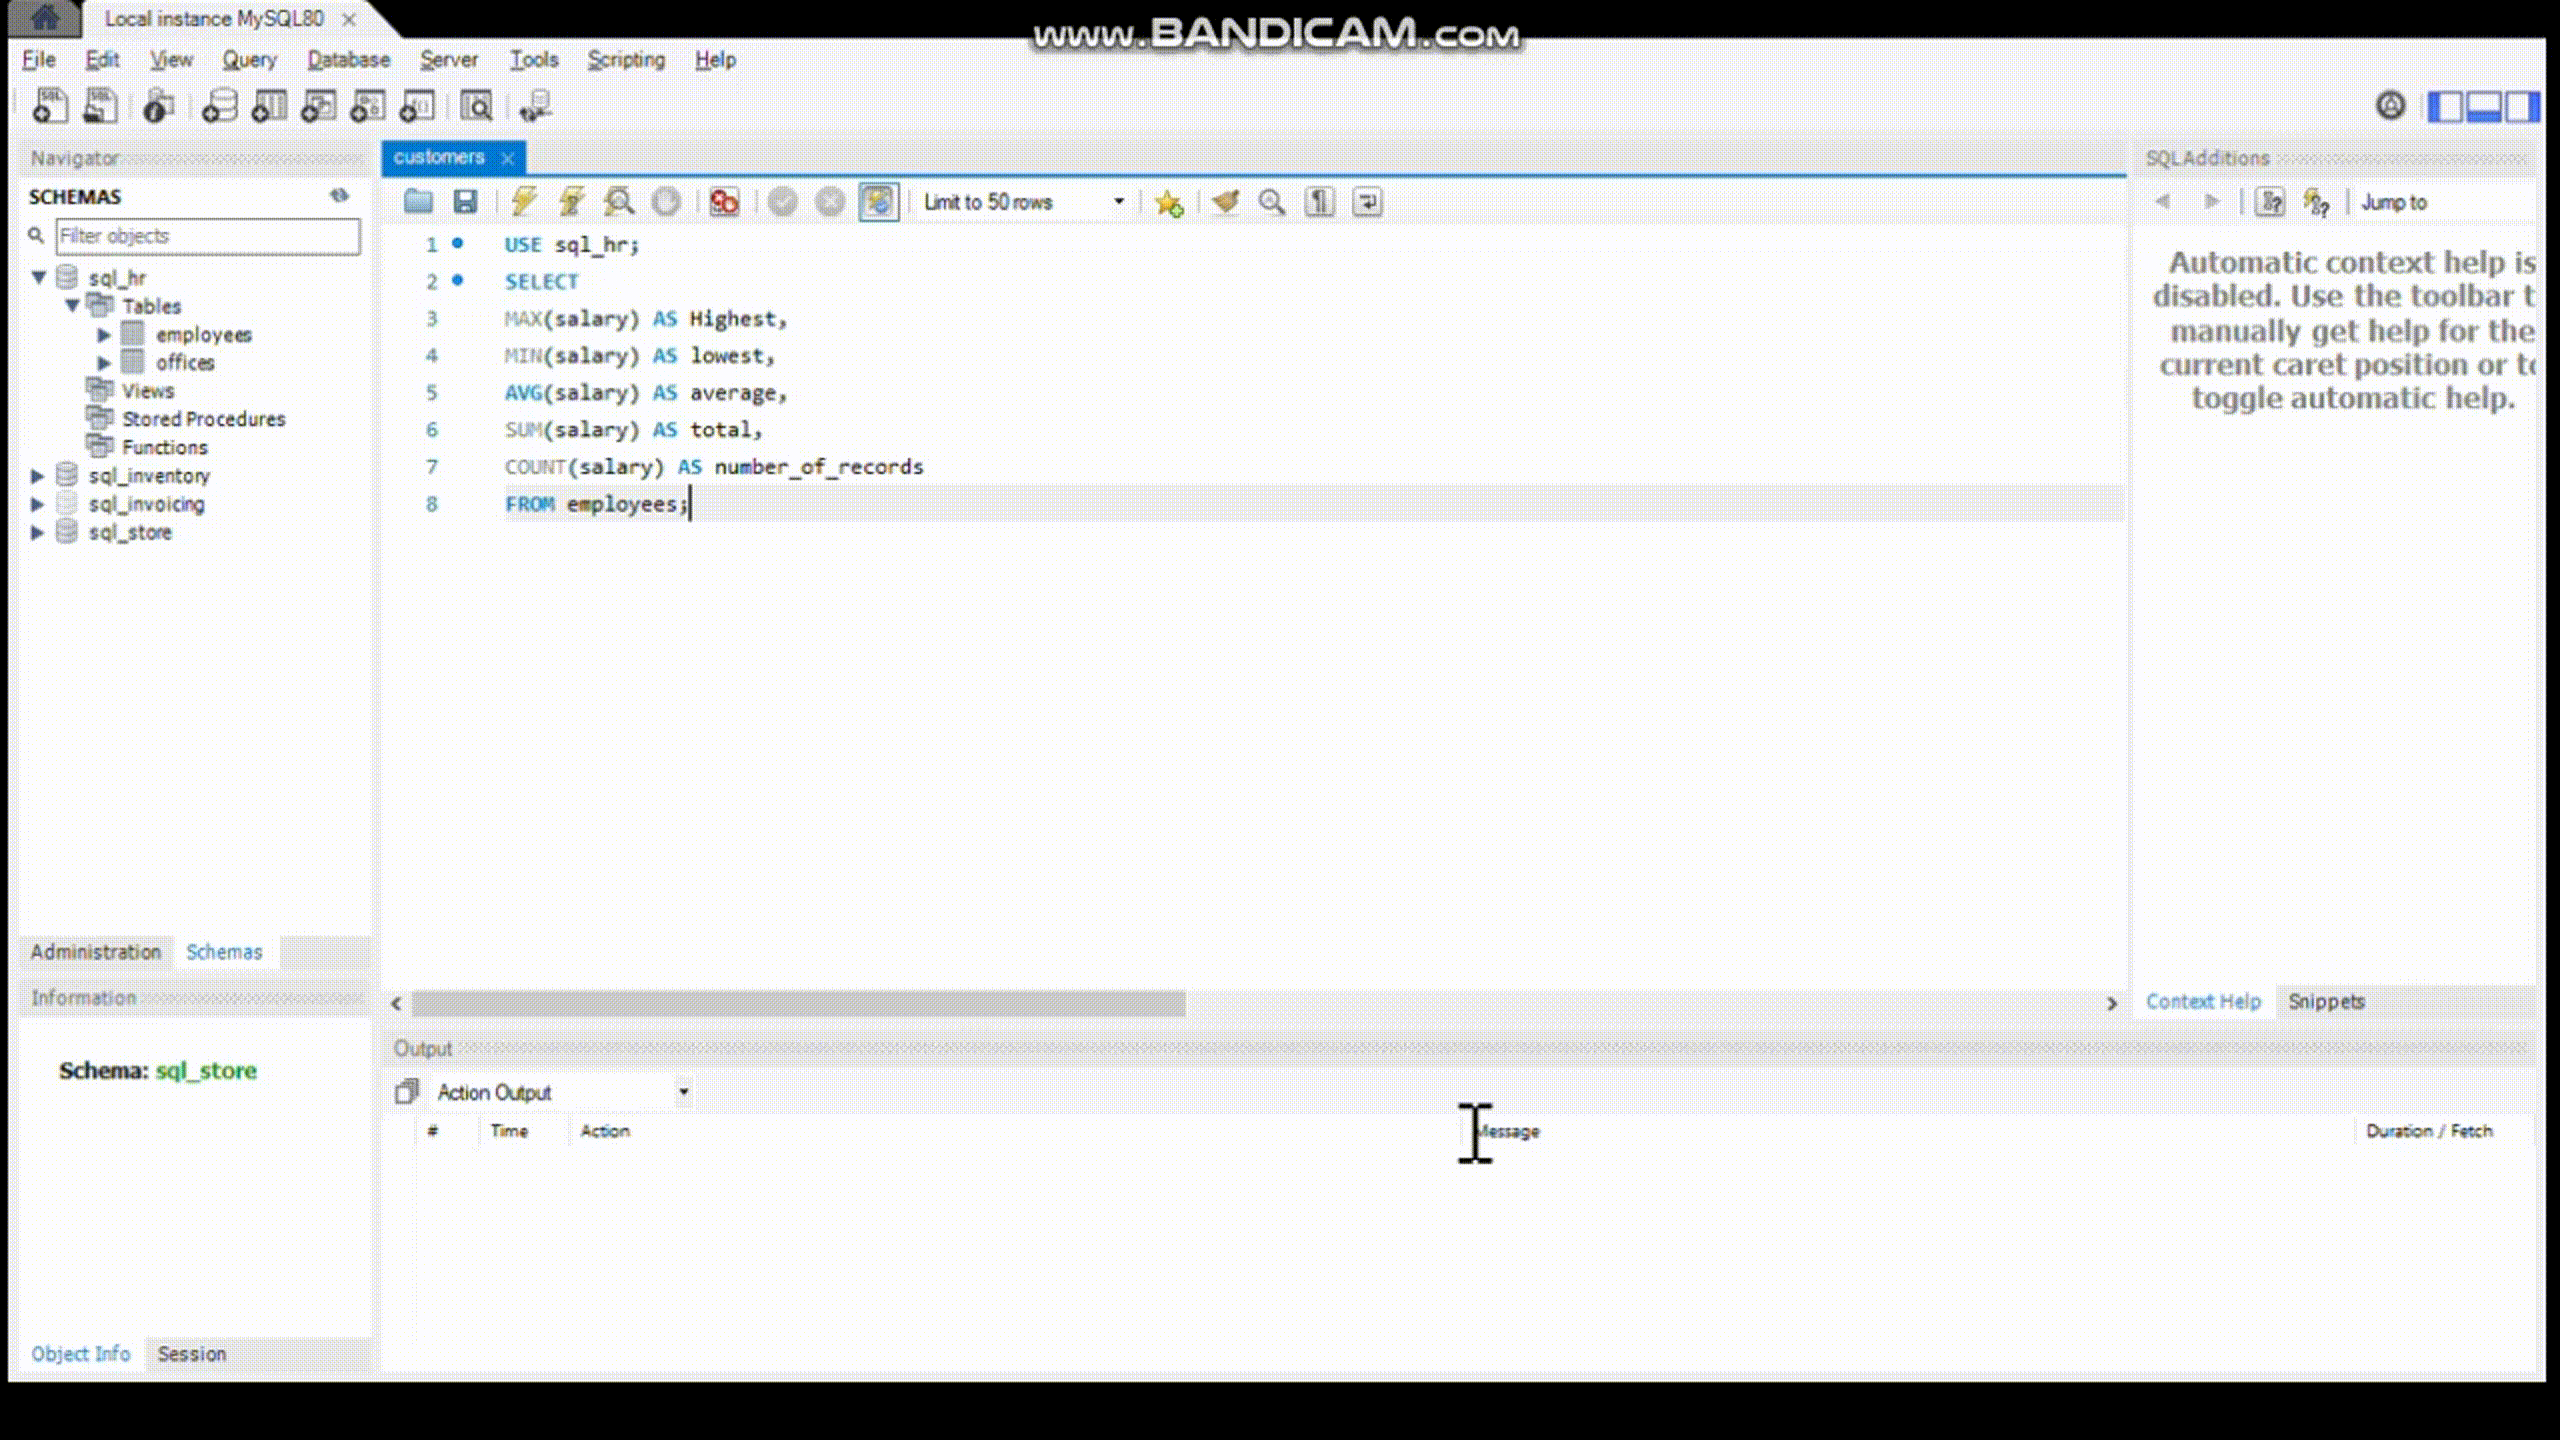 Local instance MySQL80
www.BANDICAM.com
File Edit View Query Database Server Tools Scripting Help
Navigator
SCHEMAS
Filter objects
sql_hr
Tables
employees
offices
Views
Stored Procedures
Functions
sql_inventory
sql_invoicing
sql_store
Administration Schemas
Information
Schema: sql_store
Object Info Session
customers
Limit to 50 rows
1 USE sql_hr;
2 SELECT
3 MAX(salary) AS Highest,
4 MIN(salary) AS lowest,
5 AVG(salary) AS average,
6 SUM(salary) AS total,
7 COUNT(salary) AS number_of_records
8 FROM employees;
Output
Action Output
# Time Action Message Duration / Fetch
SQLAdditions
Jump to
Automatic context help is
disabled. Use the toolbar t
manually get help for the
current caret position or to
toggle automatic help.
Context Help Snippets